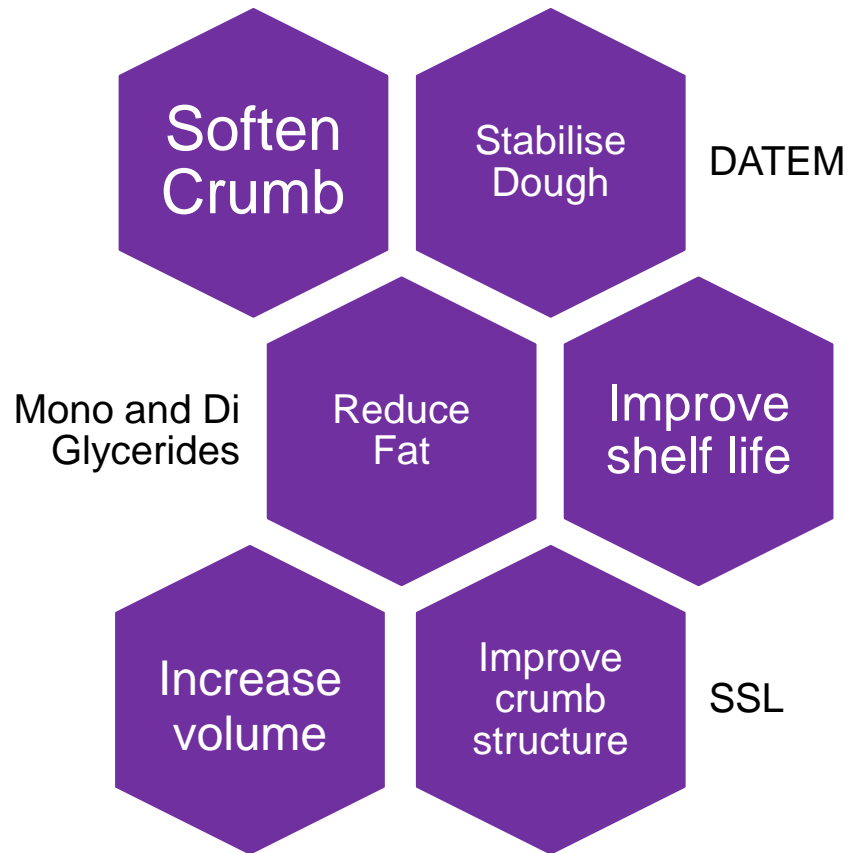 Soften
Crumb
Stabilise
Dough
DATEM
Mono and Di
Glycerides
Reduce
Fat
Improve
shelf life
Increase
volume
Improve
crumb
structure
SSL